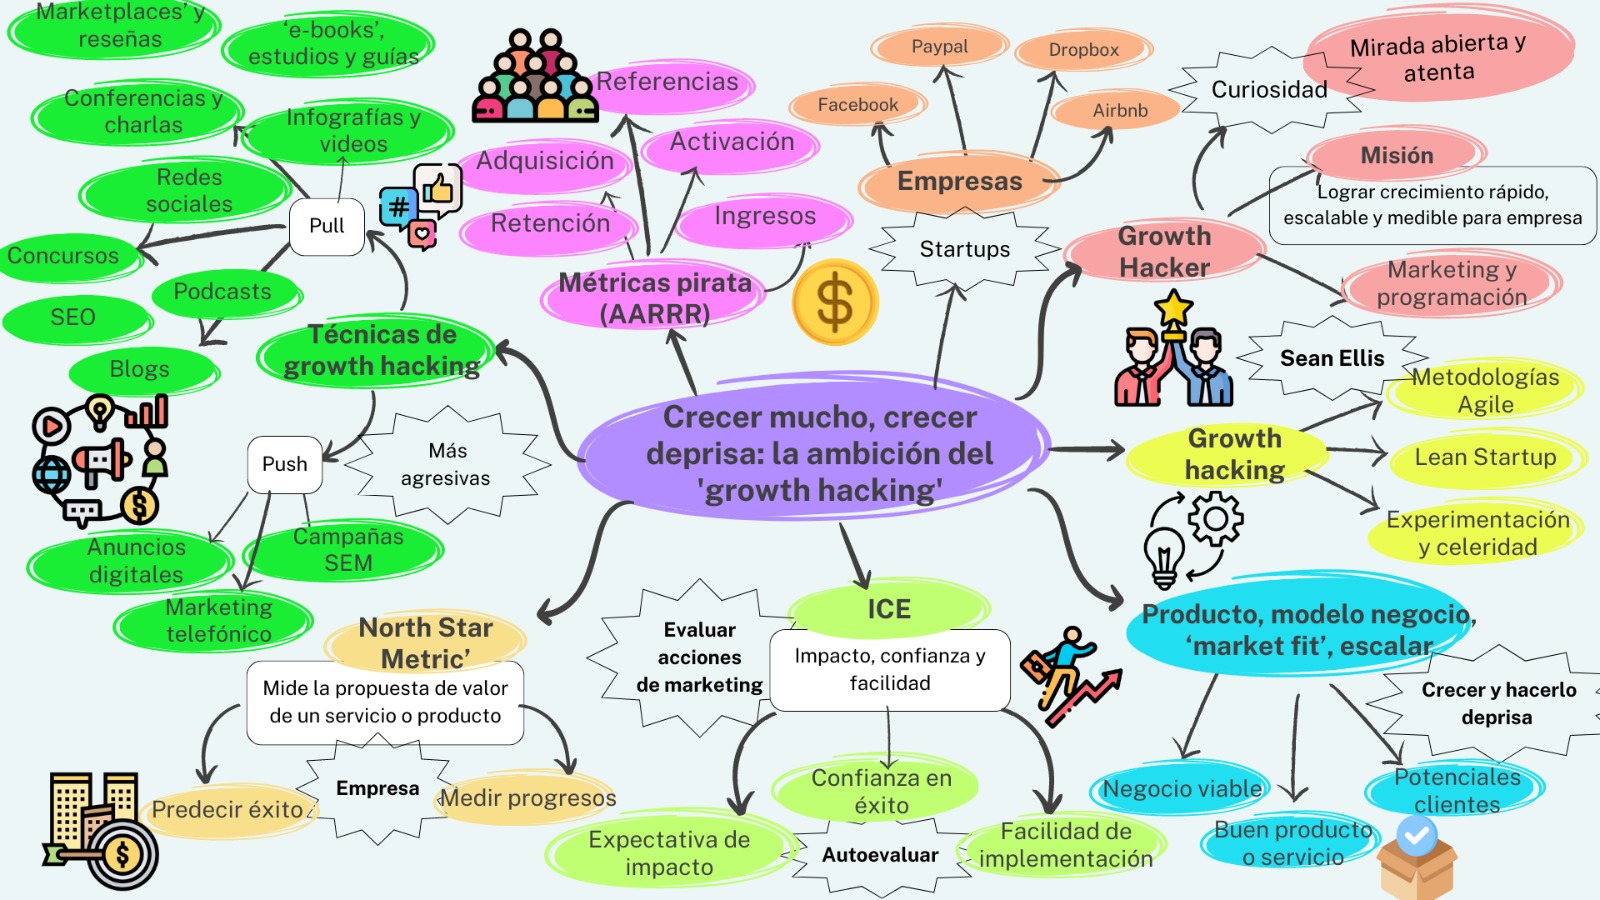 Marketplaces’ y
reseñas
‘e-books’,
estudios y guías
Conferencias y
charlas
Infografías y
videos
Redes
sociales
Pull
Concursos
Podcasts
SEO
Blogs
Técnicas de
growth hacking
Push
Más
agresivas
Anuncios
digitales
Campañas
SEM
Marketing
telefónico
Referencias
Adquisición
Activación
Retención
Ingresos
Métricas pirata
(AARRR)
Paypal
Dropbox
Facebook
Airbnb
Empresas
Startups
Curiosidad
Mirada abierta y
atenta
Misión
Lograr crecimiento rápido,
escalable y medible para empresa
Growth
Hacker
Marketing y
programación
Sean Ellis
Metodologías
Agile
Growth
hacking
Lean Startup
Experimentación
y celeridad
Crecer mucho, crecer
deprisa: la ambición del
'growth hacking'
North Star
Metric’
Mide la propuesta de valor
de un servicio o producto
Predecir éxito
Empresa
Medir progresos
Evaluar
acciones
de marketing
ICE
Impacto, confianza y
facilidad
Confianza en
éxito
Expectativa de
impacto
Autoevaluar
Facilidad de
implementación
Producto, modelo negocio,
‘market fit’, escalar
Crecer y hacerlo
deprisa
Negocio viable
Potenciales
clientes
Buen producto
o servicio